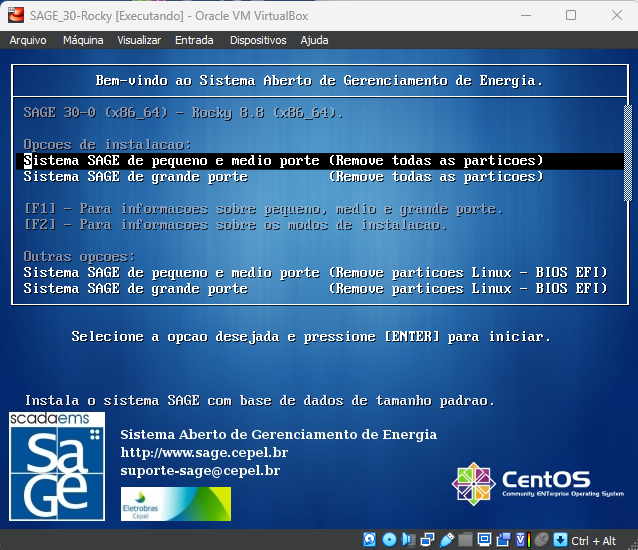 SAGE_30-Rocky [Executando] - Oracle VM VirtualBox
Arquivo Máquina Visualizar Entrada Dispositivos Ajuda
Bem-vindo ao Sistema Aberto de Gerenciamento de Energia.
SAGE 30-0 (x86_64) - Rocky 8.8 (x86_64).
Opcoes de instalacao:
Sistema SAGE de pequeno e medio porte (Remove todas as particoes)
Sistema SAGE de grande porte (Remove todas as particoes)
[F1] - Para informacoes sobre pequeno, medio e grande porte.
[F2] - Para informacoes sobre os modos de instalacao.
Outras opcoes:
Sistema SAGE de pequeno e medio porte (Remove particoes Linux - BIOS EFI)
Sistema SAGE de grande porte (Remove particoes Linux - BIOS EFI)
Selecione a opcao desejada e pressione [ENTER] para iniciar.
Instala o sistema SAGE com base de dados de tamanho padrao.
scadaems
SaGe
Sistema Aberto de Gerenciamento de Energia
http://www.sage.cepel.br
suporte-sage@cepel.br
Eletrobras
Cepel
CentOS
Community ENTerprise Operating System
Ctrl + Alt